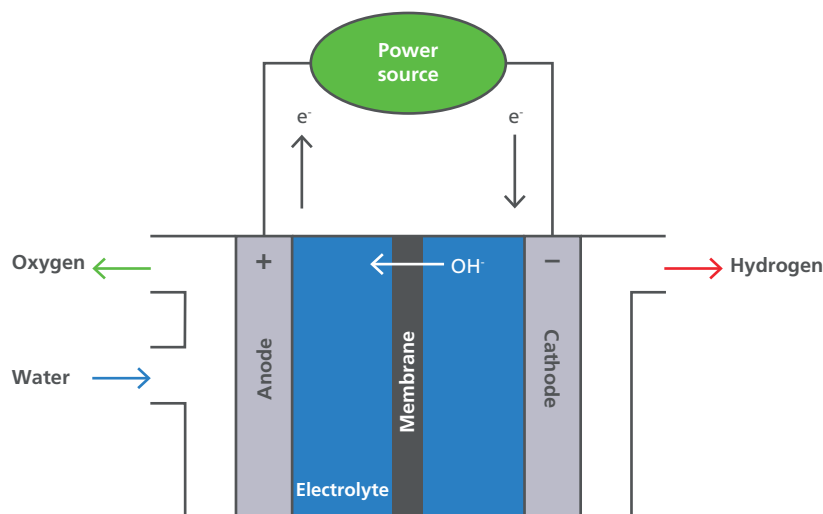 Power
source
e⁻
e⁻
Oxygen
+
OH⁻
−
Hydrogen
Water
Anode
Membrane
Cathode
Electrolyte